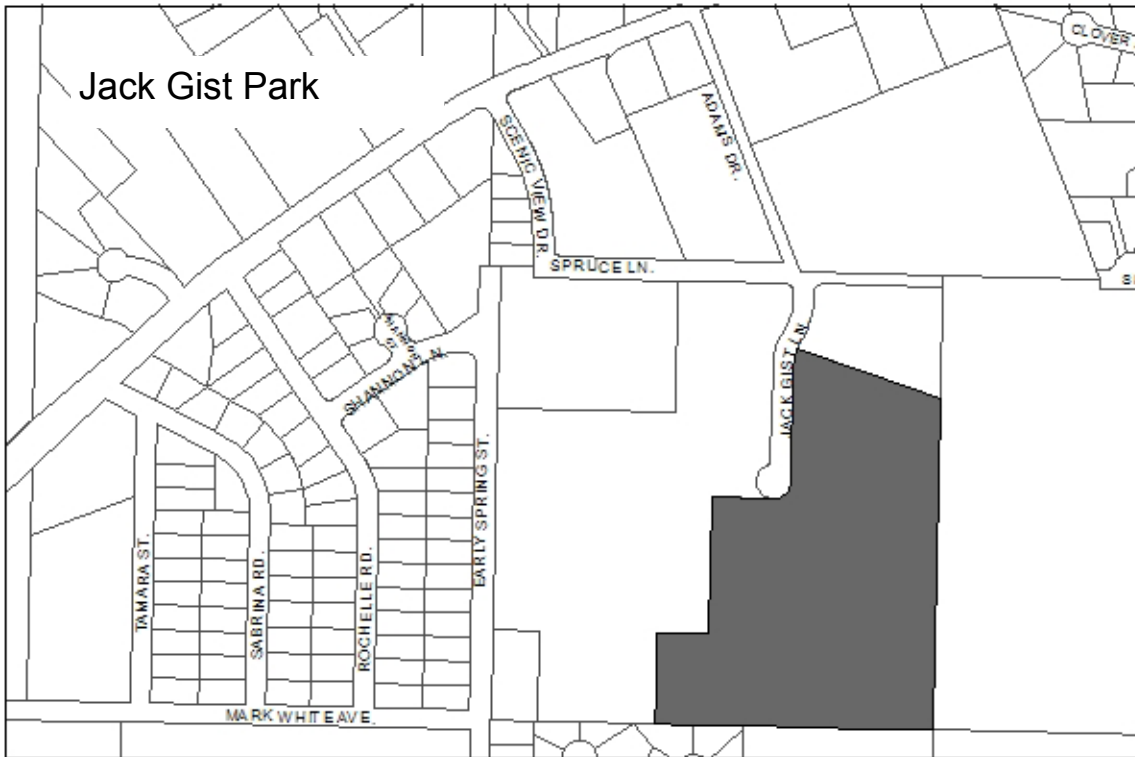 Jack Gist Park
CLOVER
SCENIC VIEW DR.
ADAMS DR.
SPRUCE LN.
JACK GIST LN
SHANNON LN.
EARLY SPRING ST.
TAMARA ST.
SABRINA RD.
ROCHELLE RD.
MARK WHITE AVE.